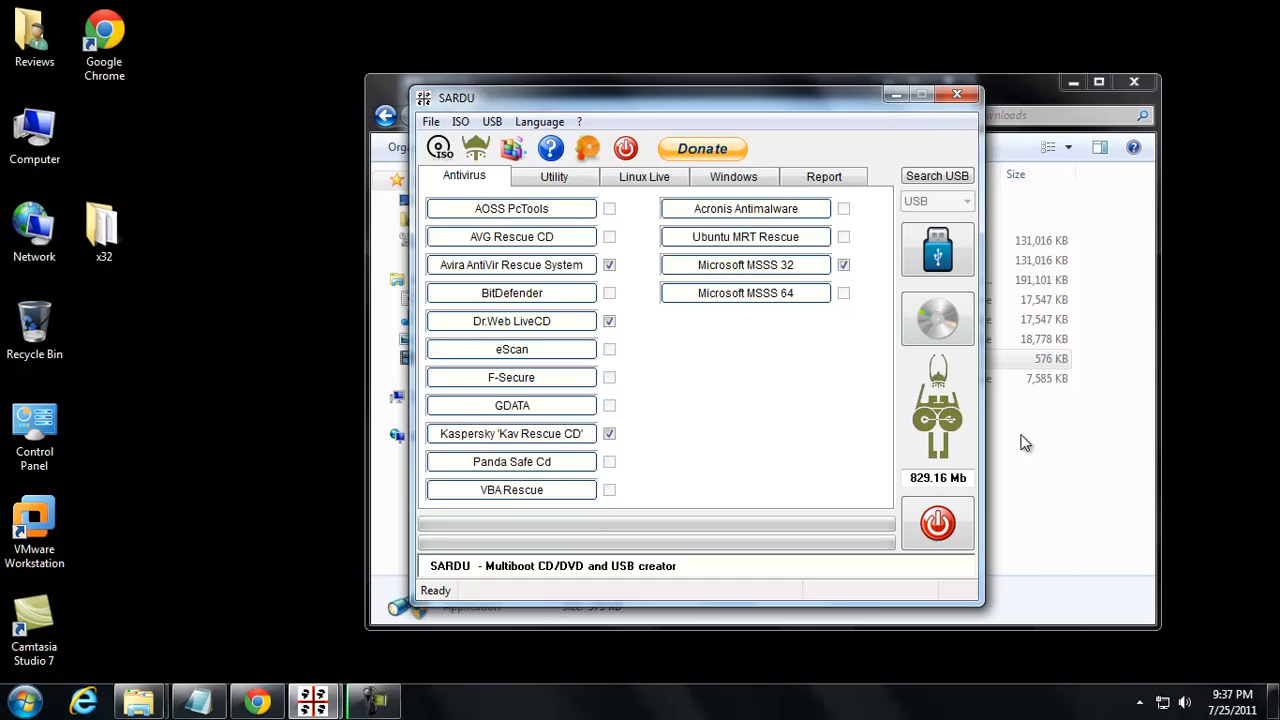 Reviews
Google
Chrome
Computer
Network
x32
Recycle Bin
Control
Panel
VMware
Workstation
Camtasia
Studio 7
SARDU
File ISO USB Language ?
ISO
Donate
Antivirus Utility Linux Live Windows Report
Search USB
USB
AOSS PcTools
AVG Rescue CD
Avira AntiVir Rescue System
BitDefender
Dr.Web LiveCD
eScan
F-Secure
GDATA
Kaspersky 'Kav Rescue CD'
Panda Safe Cd
VBA Rescue
Acronis Antimalware
Ubuntu MRT Rescue
Microsoft MSSS 32
Microsoft MSSS 64
829.16 Mb
SARDU - Multiboot CD/DVD and USB creator
Ready
Size
131,016 KB
131,016 KB
191,101 KB
17,547 KB
17,547 KB
18,778 KB
576 KB
7,585 KB
9:37 PM
7/25/2011